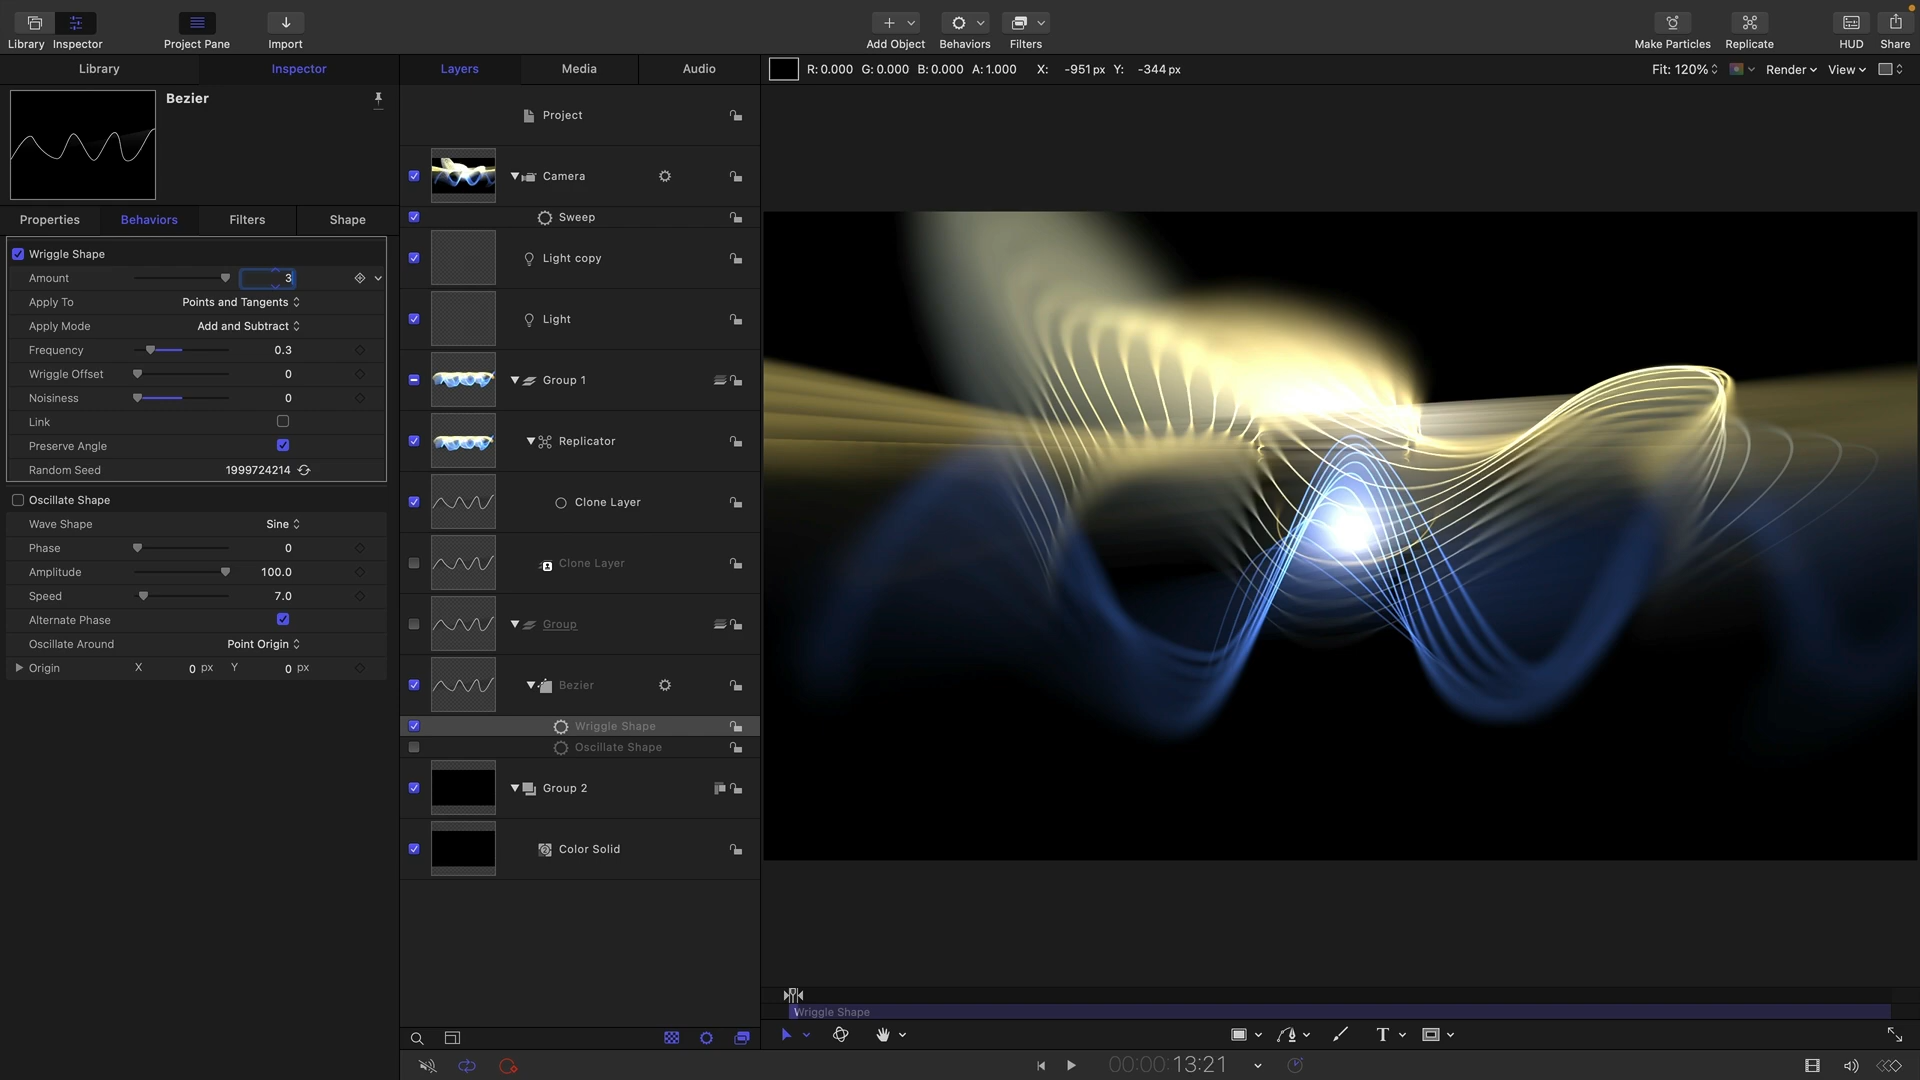 Library Inspector Project Pane Import Add Object Behaviors Filters Make Particles Replicate HUD Share
Library Inspector Layers Media Audio R: 0.000 G: 0.000 B: 0.000 A: 1.000 X: -951 px Y: -344 px Fit: 120% Render View
Bezier
Properties Behaviors Filters Shape
Wriggle Shape
Amount 3
Apply To Points and Tangents
Apply Mode Add and Subtract
Frequency 0.3
Wriggle Offset 0
Noisiness 0
Link
Preserve Angle
Random Seed 1999724214
Oscillate Shape
Wave Shape Sine
Phase 0
Amplitude 100.0
Speed 7.0
Alternate Phase
Oscillate Around Point Origin
Origin X 0 px Y 0 px
Project
Camera
Sweep
Light copy
Light
Group 1
Replicator
Clone Layer
Clone Layer
Group
Bezier
Wriggle Shape
Oscillate Shape
Group 2
Color Solid
Wriggle Shape
T
00:00:13:21